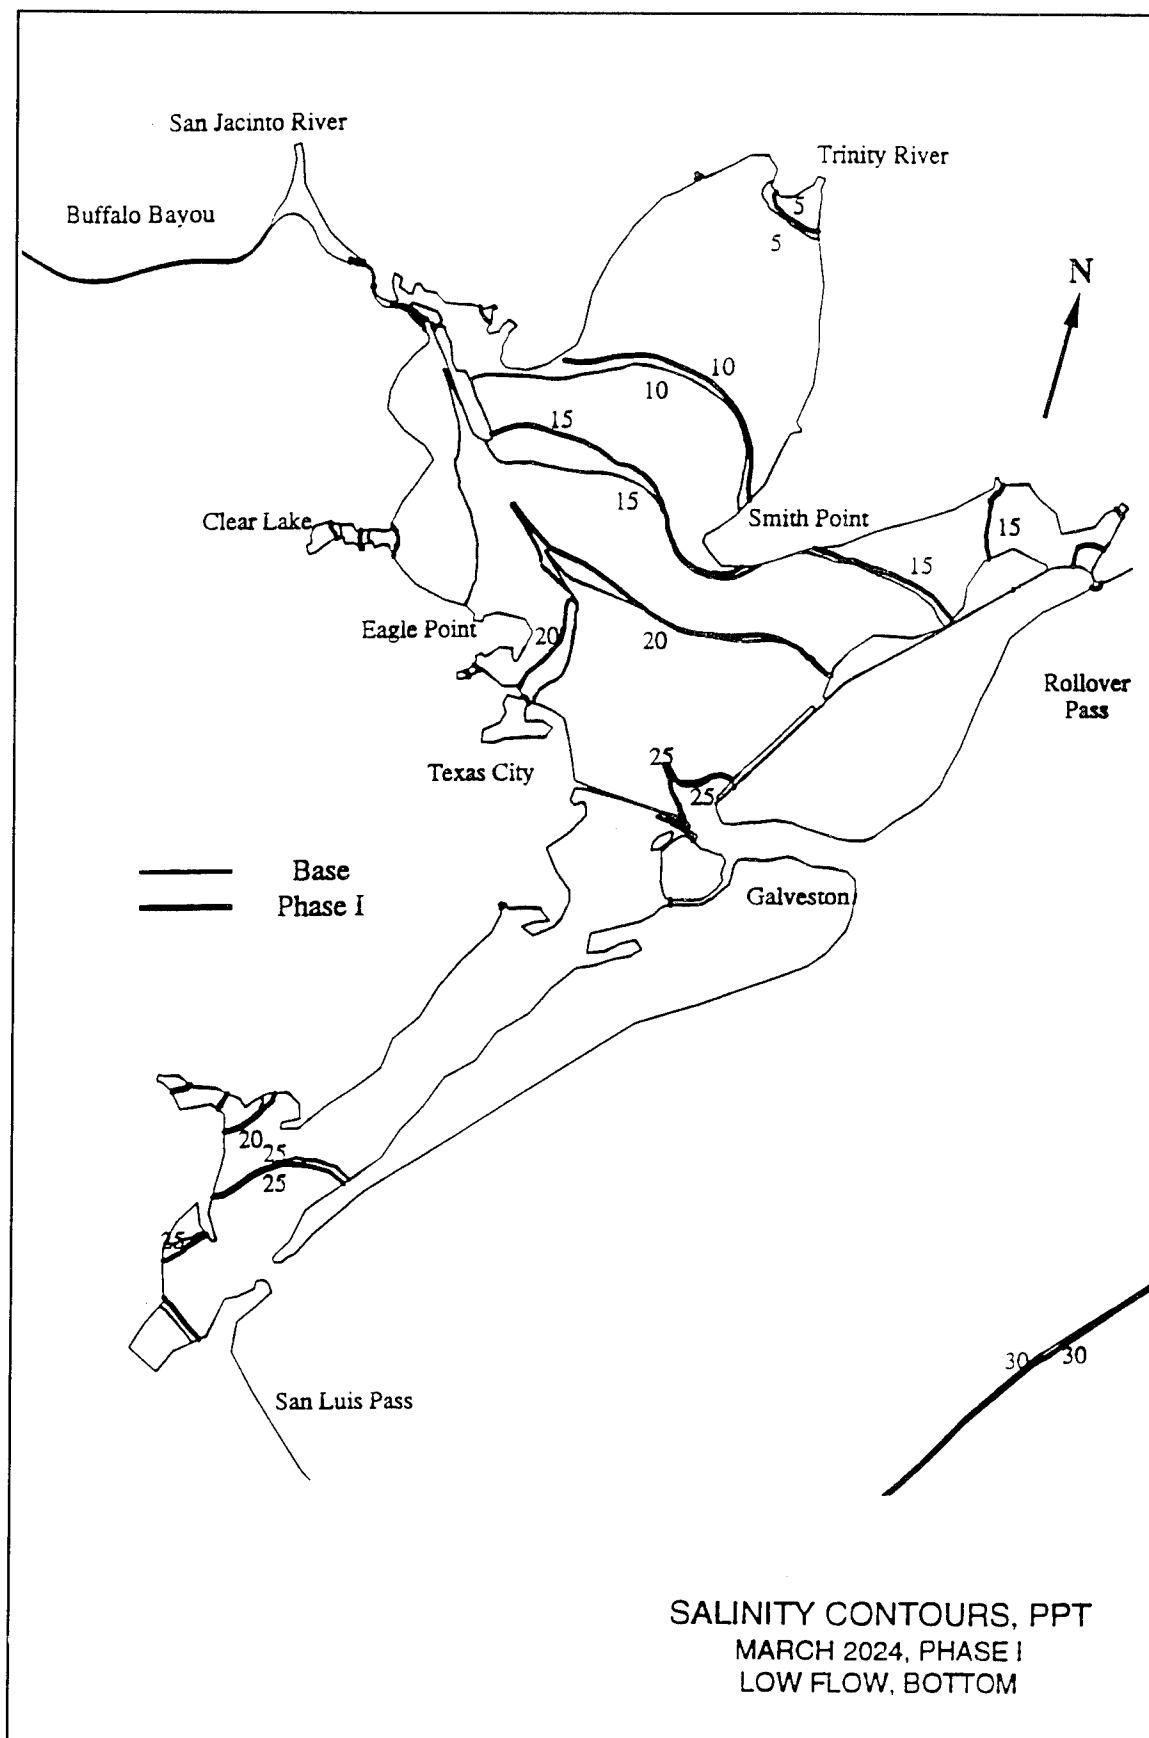 San Jacinto River
Trinity River
Buffalo Bayou
5
5
N
10
10
15
15
Clear Lake
Smith Point
15
15
Eagle Point
20
20
Rollover
Pass
25
Texas City
25
Base
Phase I
Galveston
20
25
25
25
30
30
San Luis Pass
SALINITY CONTOURS, PPT
MARCH 2024, PHASE I
LOW FLOW, BOTTOM